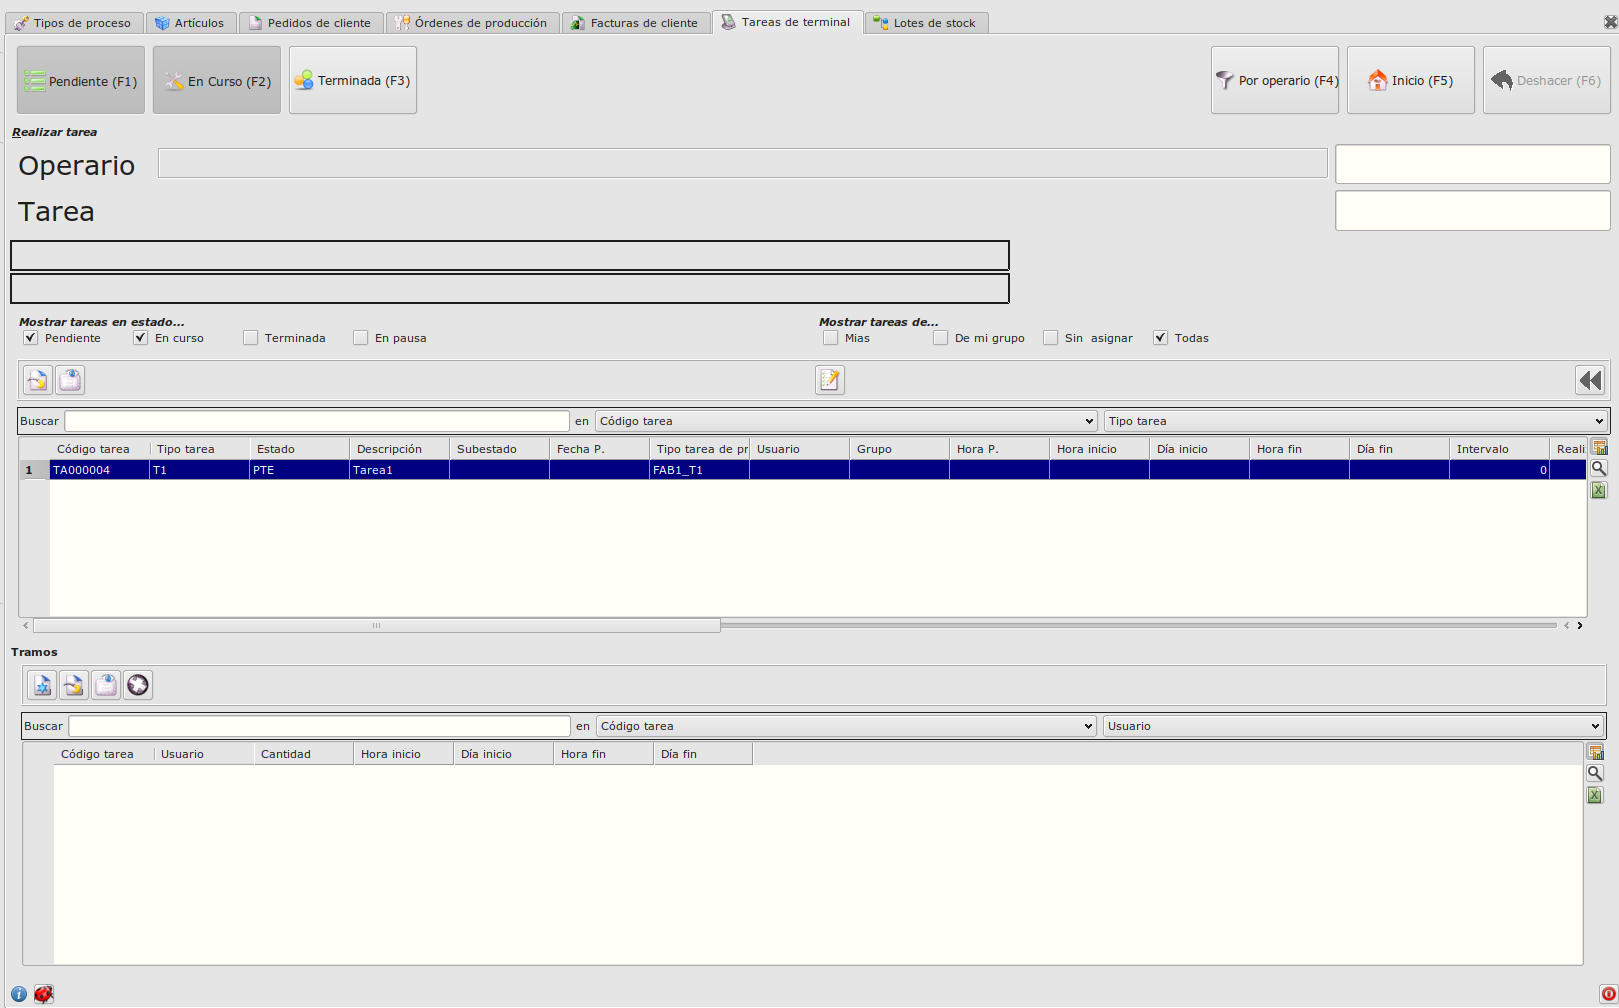 Tipos de proceso Artículos Pedidos de cliente Órdenes de producción Facturas de cliente Tareas de terminal Lotes de stock
Pendiente (F1) En Curso (F2) Terminada (F3) Por operario (F4) Inicio (F5) Deshacer (F6)
Realizar tarea
Operario
Tarea
Mostrar tareas en estado... Mostrar tareas de...
Pendiente En curso Terminada En pausa Mias De mi grupo Sin asignar Todas
Buscar en Código tarea Tipo tarea
Código tarea Tipo tarea Estado Descripción Subestado Fecha P. Tipo tarea de pr Usuario Grupo Hora P. Hora inicio Día inicio Hora fin Día fin Intervalo Reali
1 TA000004 T1 PTE Tarea1 FAB1_T1 0
Tramos
Buscar en Código tarea Usuario
Código tarea Usuario Cantidad Hora inicio Día inicio Hora fin Día fin